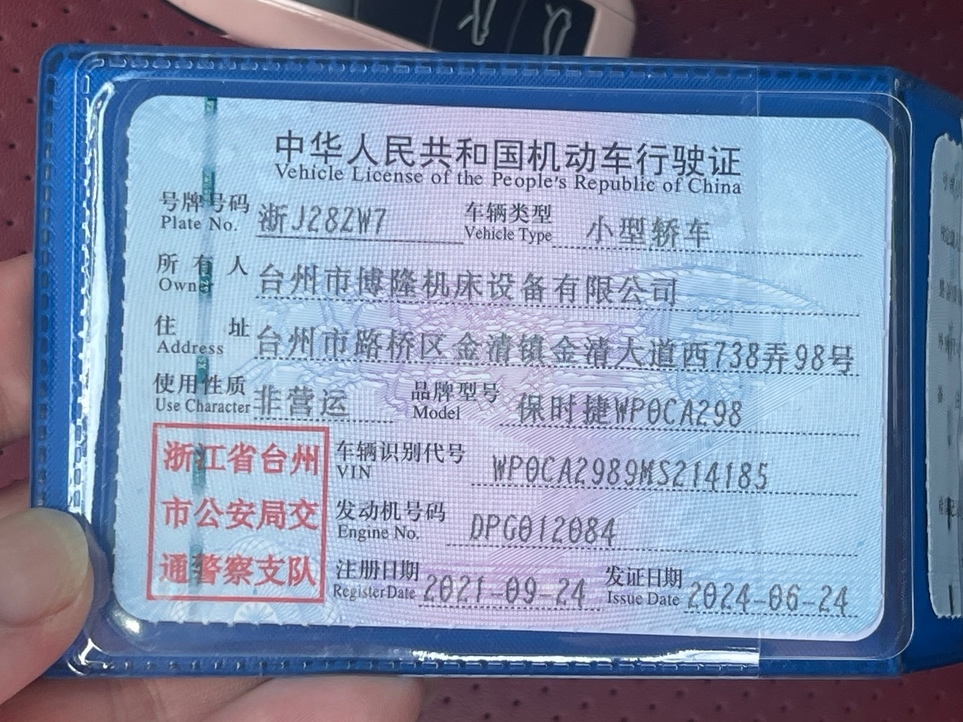 中华人民共和国机动车行驶证
Vehicle License of the People's Republic of China
号牌号码 浙J28ZW7 车辆类型 小型轿车
Plate No. Vehicle Type
所有人 台州市博隆机床设备有限公司
Owner
住址 台州市路桥区金清镇金清大道西738弄98号
Address
使用性质 非营运 品牌型号 保时捷WP0CA298
Use Character Model
浙江省台州
市公安局交
通警察支队
车辆识别代号 WP0CA2989MS214185
VIN
发动机号码 DPG012084
Engine No.
注册日期 2021-09-24 发证日期 2024-06-24
Register Date Issue Date